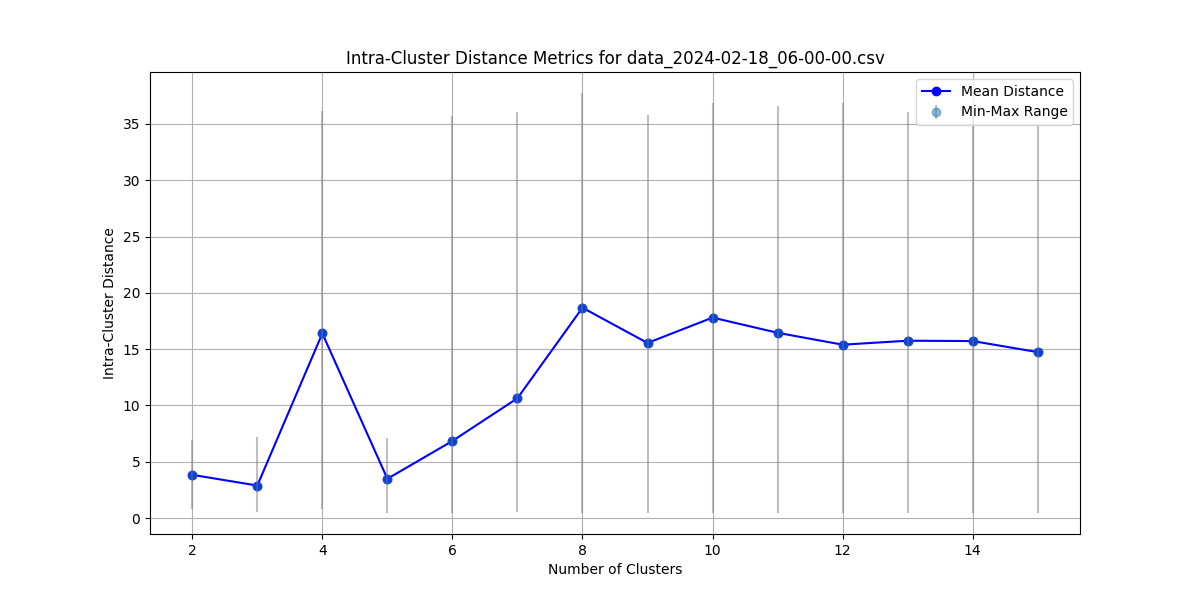 Intra-Cluster Distance Metrics for data_2024-02-18_06-00-00.csv
Mean Distance
Min-Max Range
Intra-Cluster Distance
35
30
25
20
15
10
5
0
2 4 6 8 10 12 14
Number of Clusters